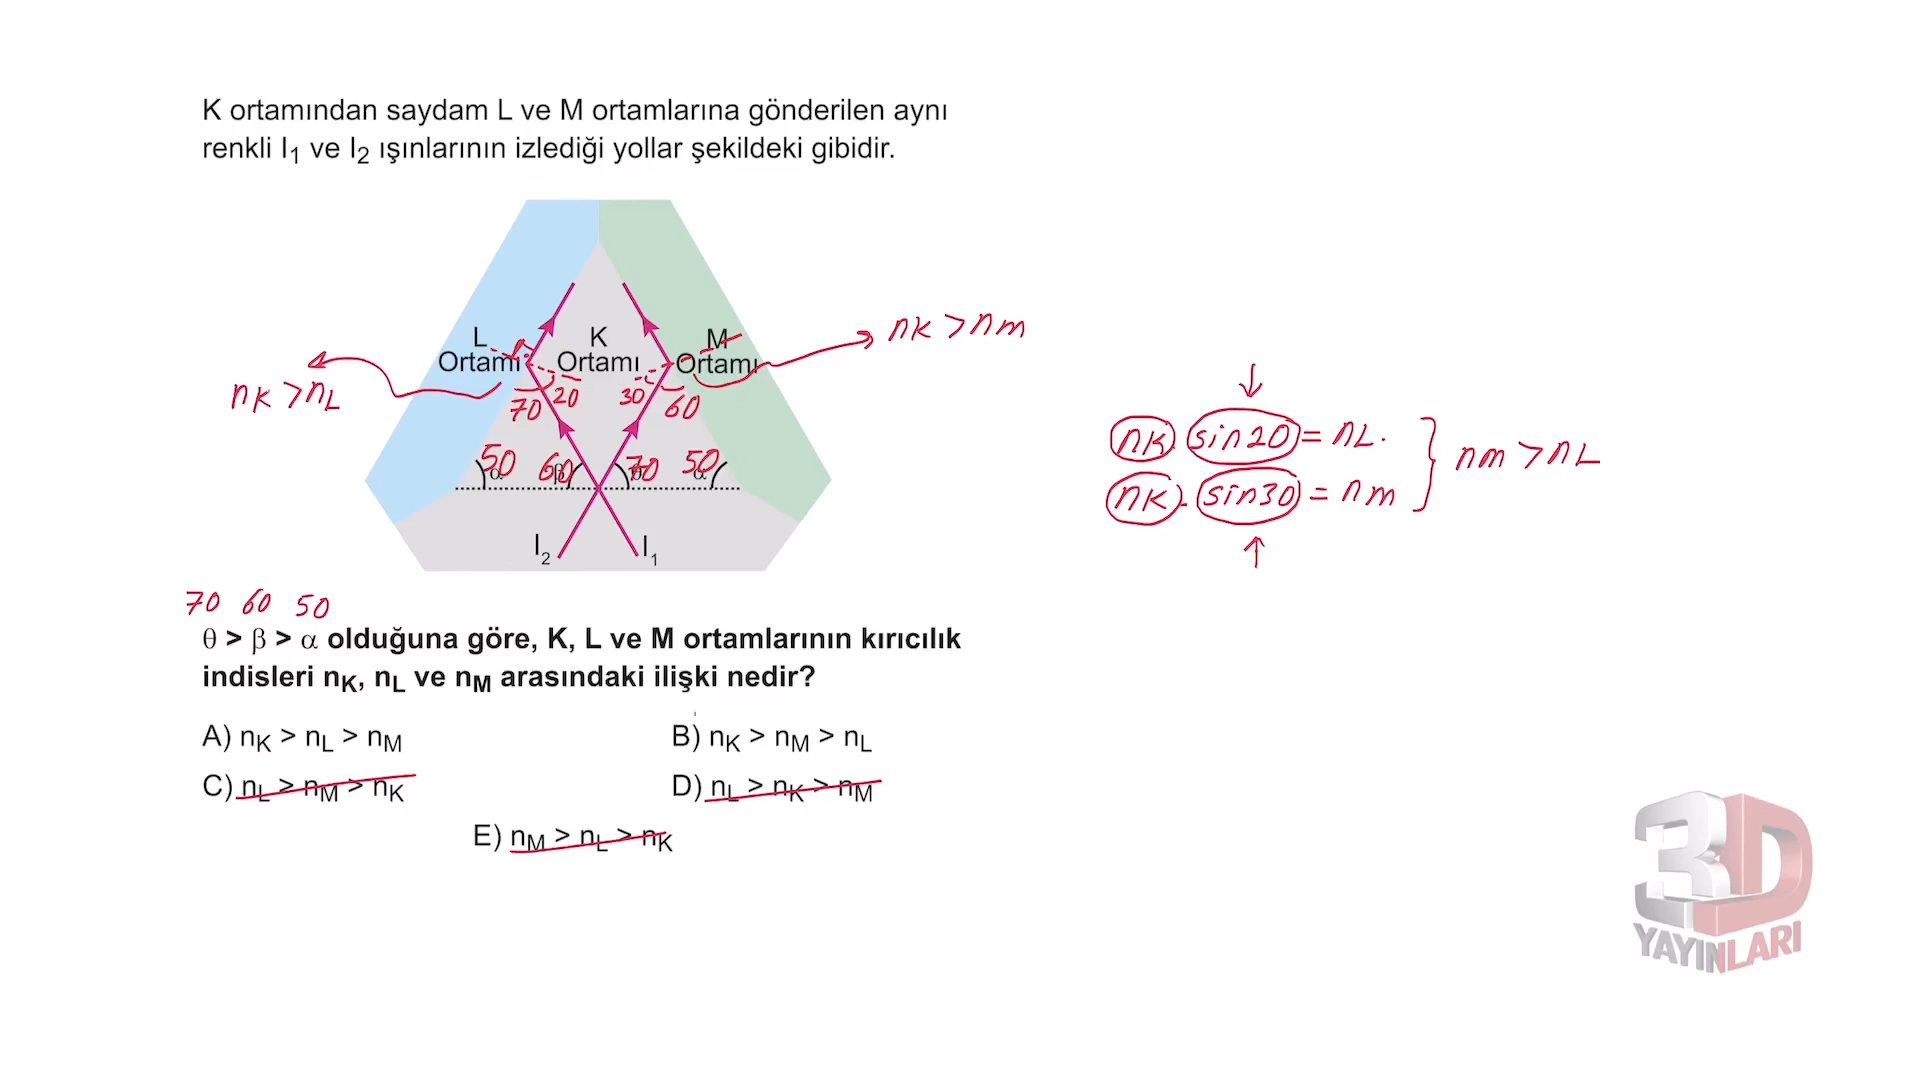 K ortamından saydam L ve M ortamlarına gönderilen aynı
renkli I1 ve I2 ışınlarının izlediği yollar şekildeki gibidir.
L
Ortamı
K
Ortamı
M
Ortamı
nK > nM
nK > nL
70 20
30 60
50 60 70 50
α β θ α
I2
I1
nK . sin20 = nL .
nK . sin30 = nM
nM > nL
70 60 50
θ > β > α olduğuna göre, K, L ve M ortamlarının kırıcılık
indisleri nK, nL ve nM arasındaki ilişki nedir?
A) nK > nL > nM
B) nK > nM > nL
C) nL > nM > nK
D) nL > nK > nM
E) nM > nL > nK
3D
YAYINLARI